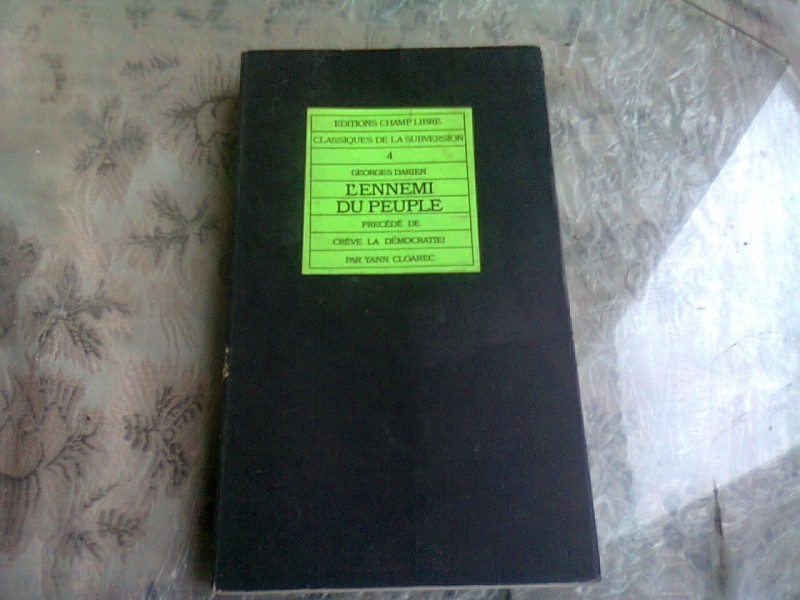 EDITIONS CHAMP LIBRE
CLASSIQUES DE LA SUBVERSION
4
GEORGES DARIEN
L'ENNEMI
DU PEUPLE
PRECÉDÉ DE
CRÈVE LA DÉMOCRATIE!
PAR YANN CLOAREC